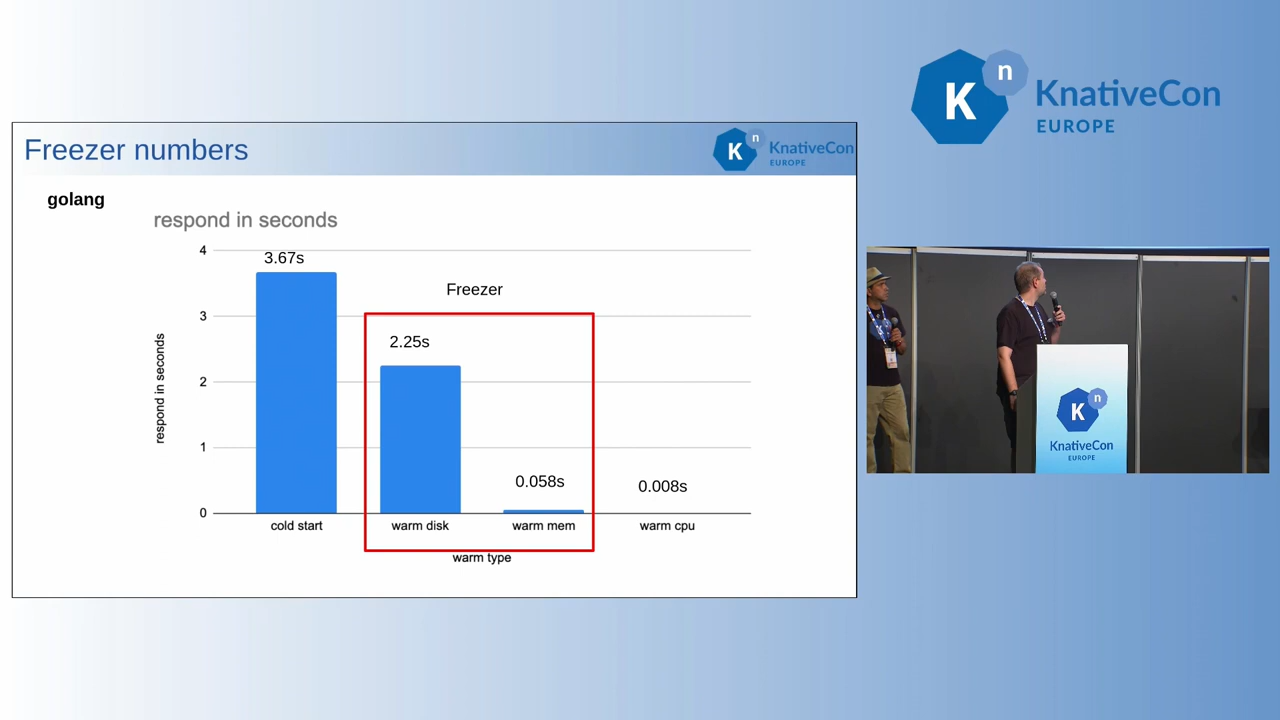 K
n
KnativeCon
EUROPE
Freezer numbers
K
n
KnativeCon
EUROPE
golang
respond in seconds
respond in seconds
4
3
2
1
0
3.67s
Freezer
2.25s
0.058s
0.008s
cold start
warm disk
warm mem
warm cpu
warm type
K
n
KnativeCon
EUROPE